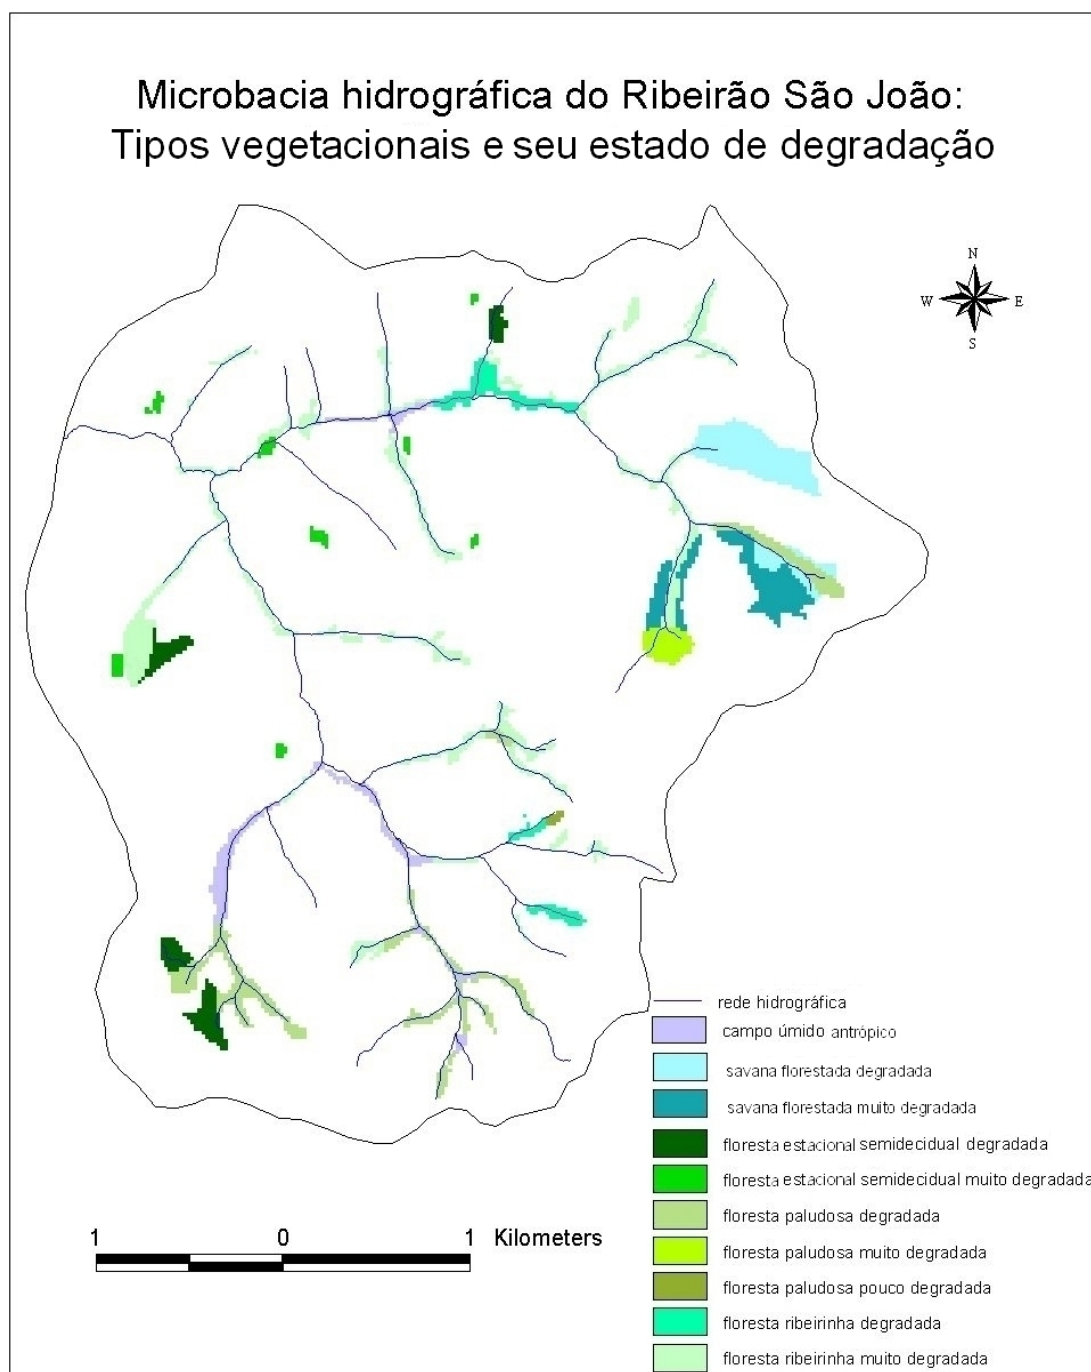 Microbacia hidrográfica do Ribeirão São João:
Tipos vegetacionais e seu estado de degradação
N
W
E
S
rede hidrográfica
campo úmido antrópico
savana florestada degradada
savana florestada muito degradada
floresta estacional semidecidual degradada
floresta estacional semidecidual muito degradada
floresta paludosa degradada
floresta paludosa muito degradada
floresta paludosa pouco degradada
floresta ribeirinha degradada
floresta ribeirinha muito degradada
1 0 1 Kilometers